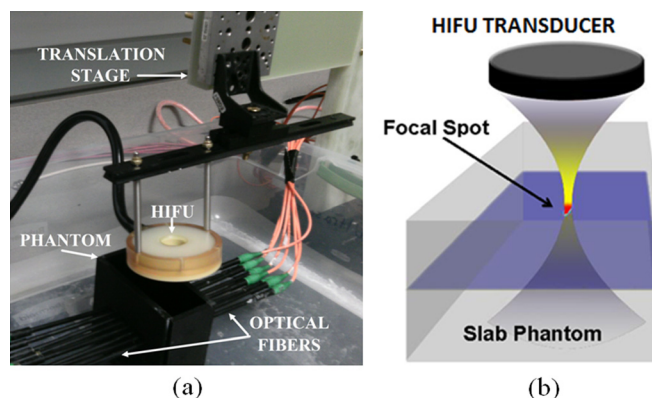 TRANSLATION
STAGE
HIFU
PHANTOM
OPTICAL
FIBERS
(a)
HIFU TRANSDUCER
Focal Spot
Slab Phantom
(b)